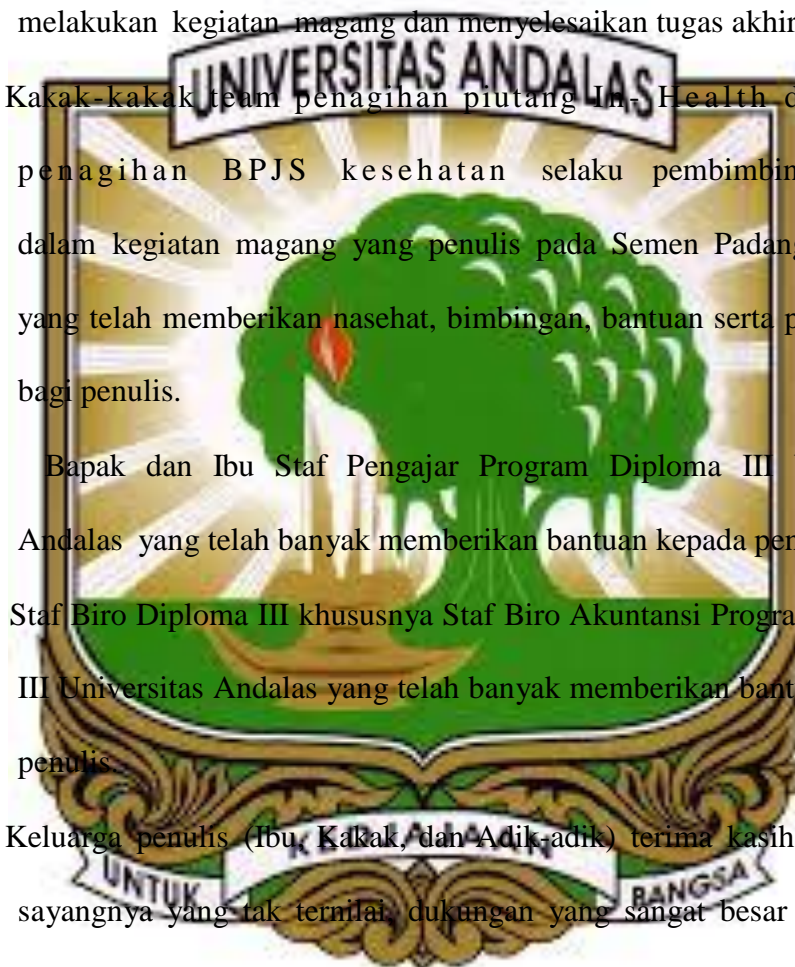 melakukan kegiatan magang dan menyelesaikan tugas akhir
UNIVERSITAS ANDALAS
Kakak-kakak team penagihan piutang In- Health d
penagihan BPJS kesehatan selaku pembimbin
dalam kegiatan magang yang penulis pada Semen Padang
yang telah memberikan nasehat, bimbingan, bantuan serta p
bagi penulis.
Bapak dan Ibu Staf Pengajar Program Diploma III
Andalas yang telah banyak memberikan bantuan kepada pen
Staf Biro Diploma III khususnya Staf Biro Akuntansi Progra
III Universitas Andalas yang telah banyak memberikan bant
penulis.
Keluarga penulis (Ibu, Kakak, dan Adik-adik) terima kasih
KEDJAJAAN
UNTUK BANGSA
sayangnya yang tak ternilai, dukungan yang sangat besar